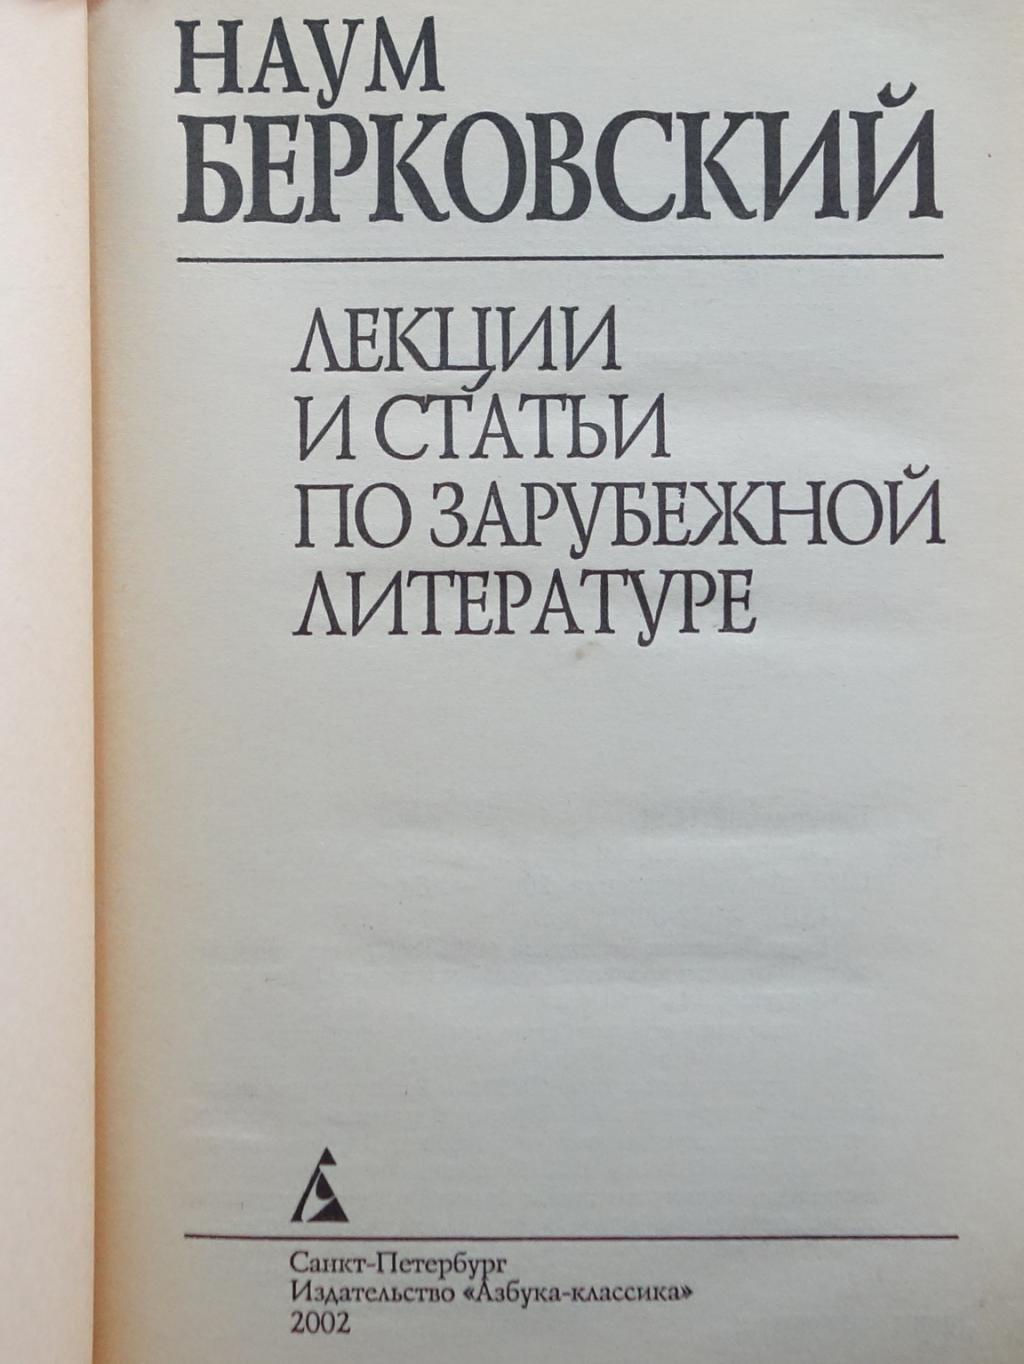 НАУМ
БЕРКОВСКИЙ
ЛЕКЦИИ
И СТАТЬИ
ПО ЗАРУБЕЖНОЙ
ЛИТЕРАТУРЕ
Санкт-Петербург
Издательство «Азбука-классика»
2002